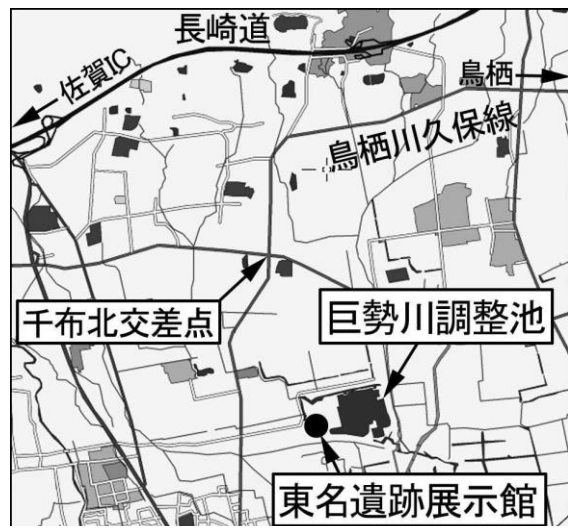 長崎道
佐賀IC
鳥栖
鳥栖川久保線
千布北交差点
巨勢川調整池
東名遺跡展示館